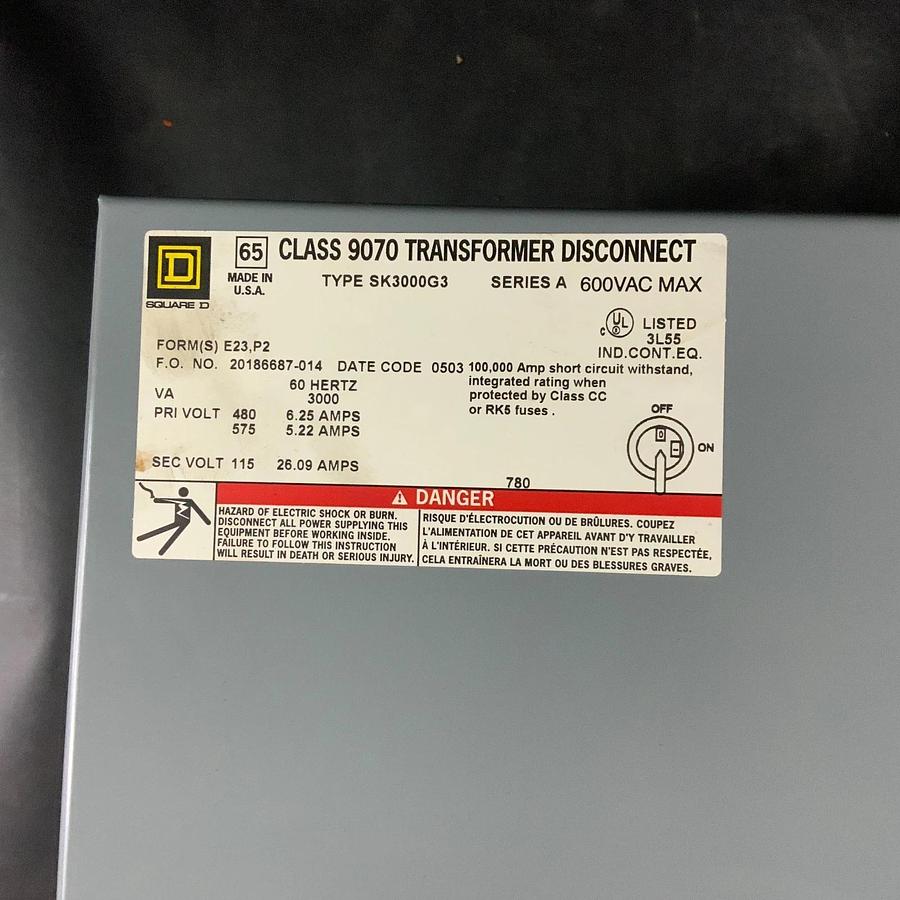 D
SQUARE D
65 CLASS 9070 TRANSFORMER DISCONNECT
MADE IN
U.S.A.
TYPE SK3000G3 SERIES A 600VAC MAX
C UL LISTED
3L55
IND.CONT.EQ.
FORM(S) E23,P2
F.O. NO. 20186687-014 DATE CODE 0503
100,000 Amp short circuit withstand,
integrated rating when
protected by Class CC
or RK5 fuses .
60 HERTZ
VA 3000
PRI VOLT 480 6.25 AMPS
575 5.22 AMPS
SEC VOLT 115 26.09 AMPS
OFF
ON
780
DANGER
HAZARD OF ELECTRIC SHOCK OR BURN.
DISCONNECT ALL POWER SUPPLYING THIS
EQUIPMENT BEFORE WORKING INSIDE.
FAILURE TO FOLLOW THIS INSTRUCTION
WILL RESULT IN DEATH OR SERIOUS INJURY.
RISQUE D'ÉLECTROCUTION OU DE BRÛLURES. COUPEZ
L'ALIMENTATION DE CET APPAREIL AVANT D'Y TRAVAILLER
À L'INTÉRIEUR. SI CETTE PRÉCAUTION N'EST PAS RESPECTÉE,
CELA ENTRAÎNERA LA MORT OU DES BLESSURES GRAVES.